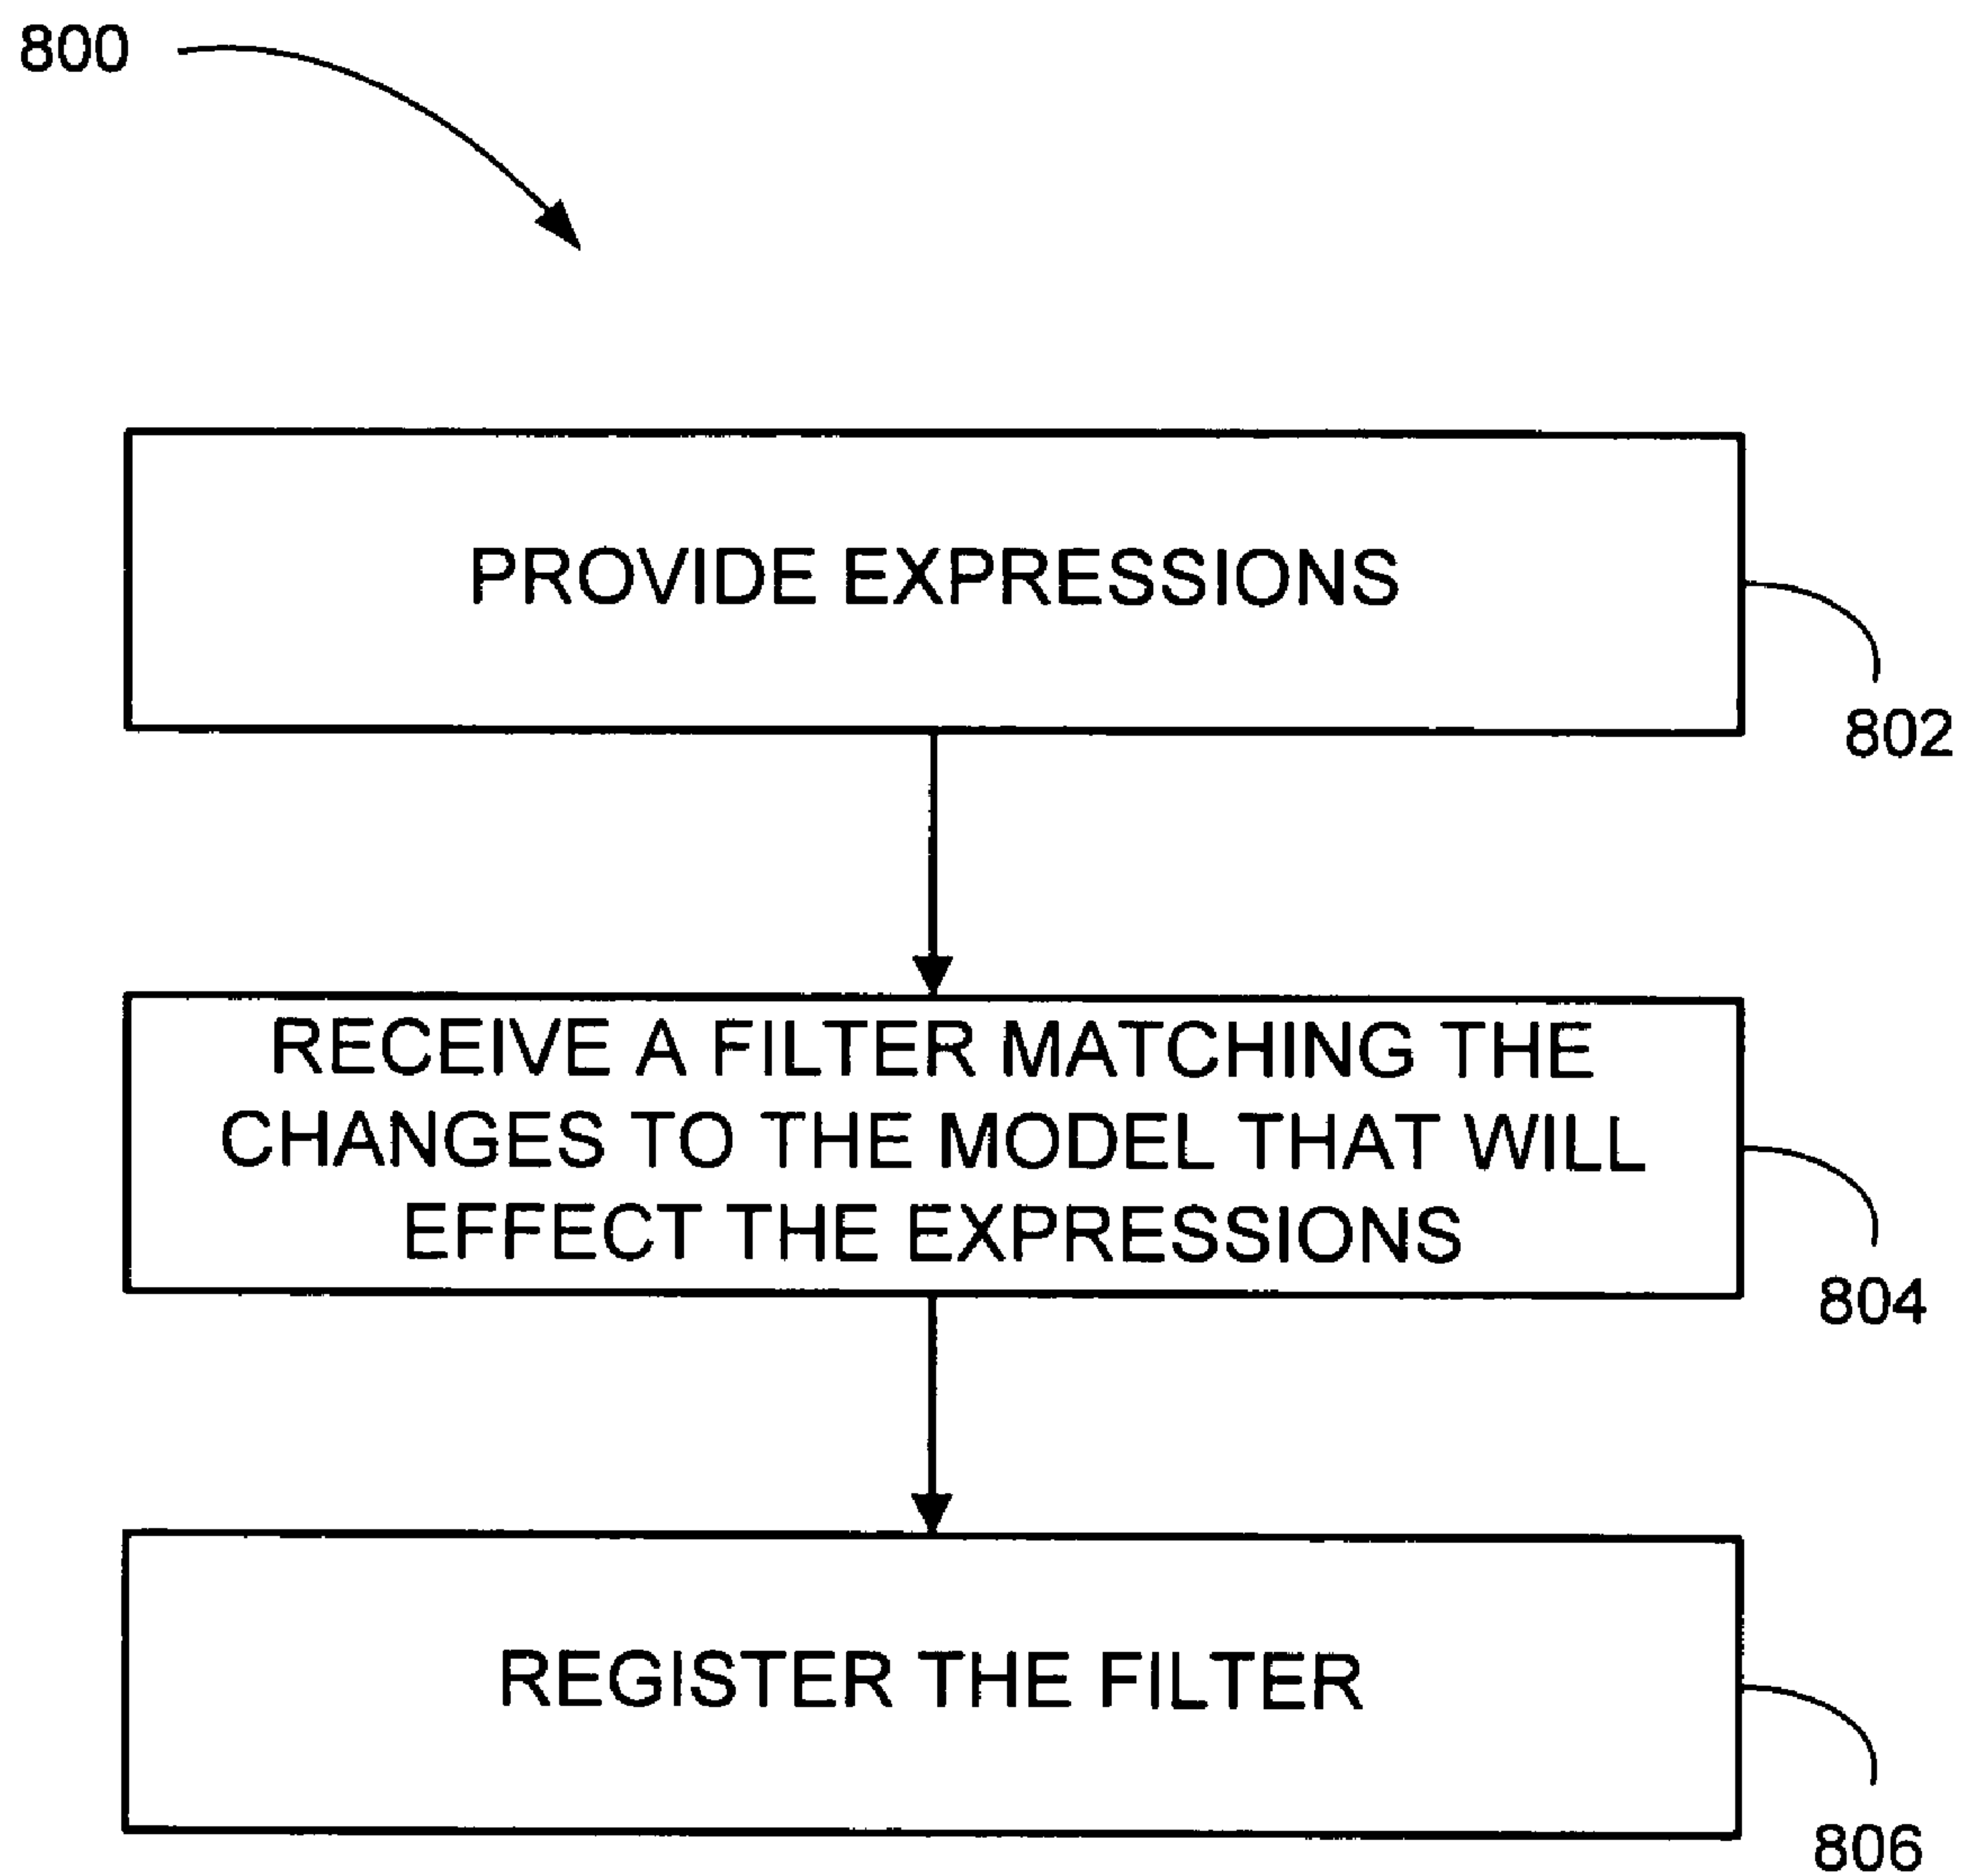 800
PROVIDE EXPRESSIONS
802
RECEIVE A FILTER MATCHING THE
CHANGES TO THE MODEL THAT WILL
EFFECT THE EXPRESSIONS
804
REGISTER THE FILTER
806